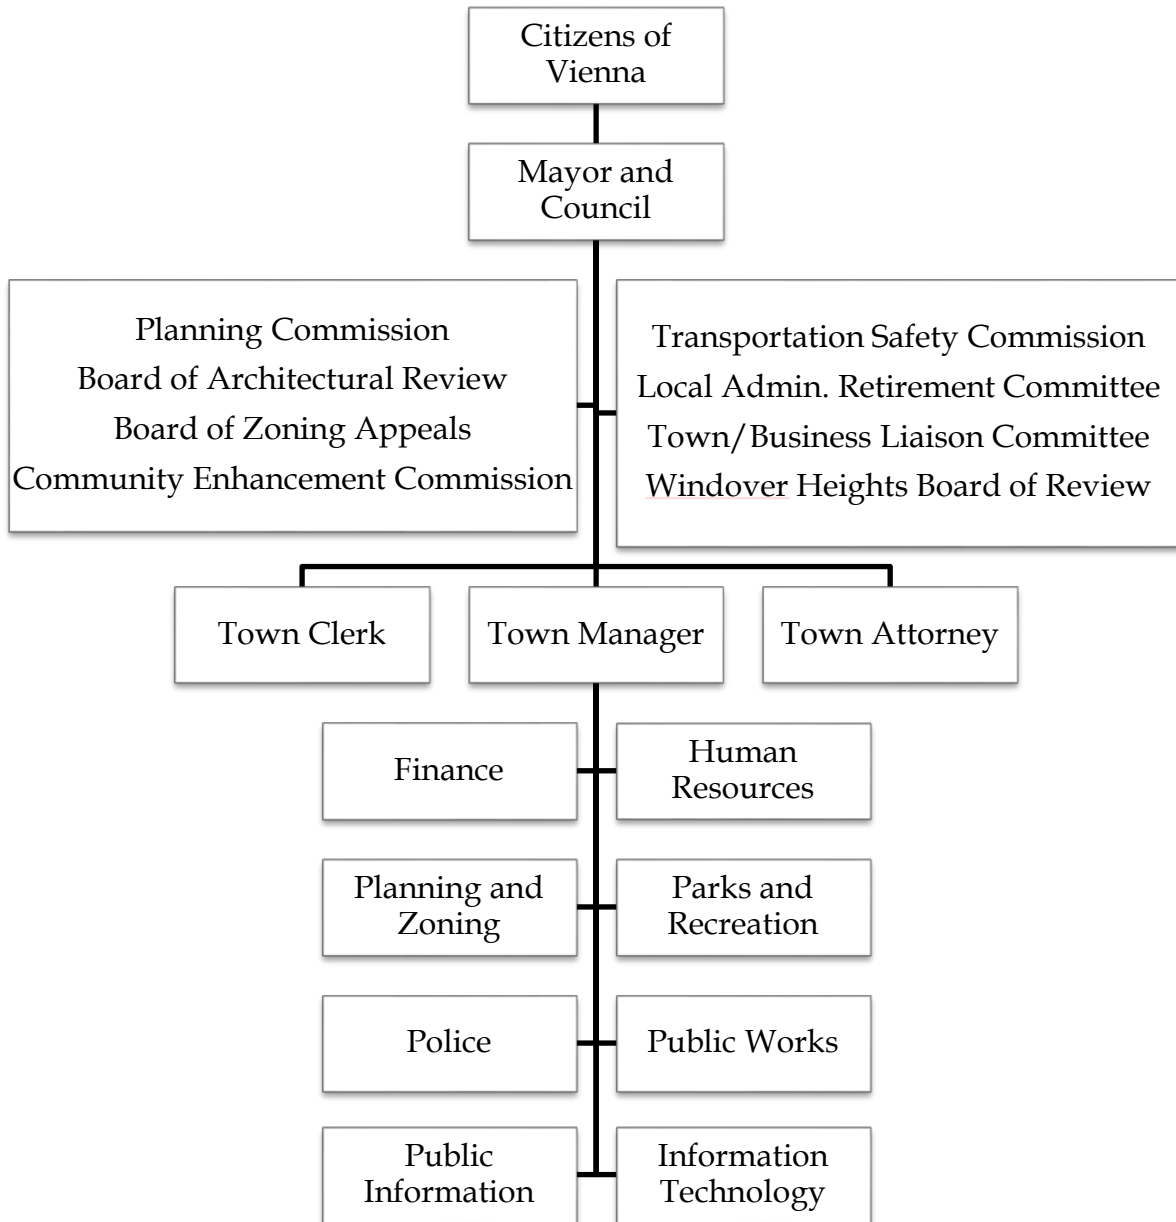 Citizens of
Vienna
Mayor and
Council
Planning Commission
Board of Architectural Review
Board of Zoning Appeals
Community Enhancement Commission
Transportation Safety Commission
Local Admin. Retirement Committee
Town/Business Liaison Committee
Windover Heights Board of Review
Town Clerk
Town Manager
Town Attorney
Finance
Human
Resources
Planning and
Zoning
Parks and
Recreation
Police
Public Works
Public
Information
Information
Technology